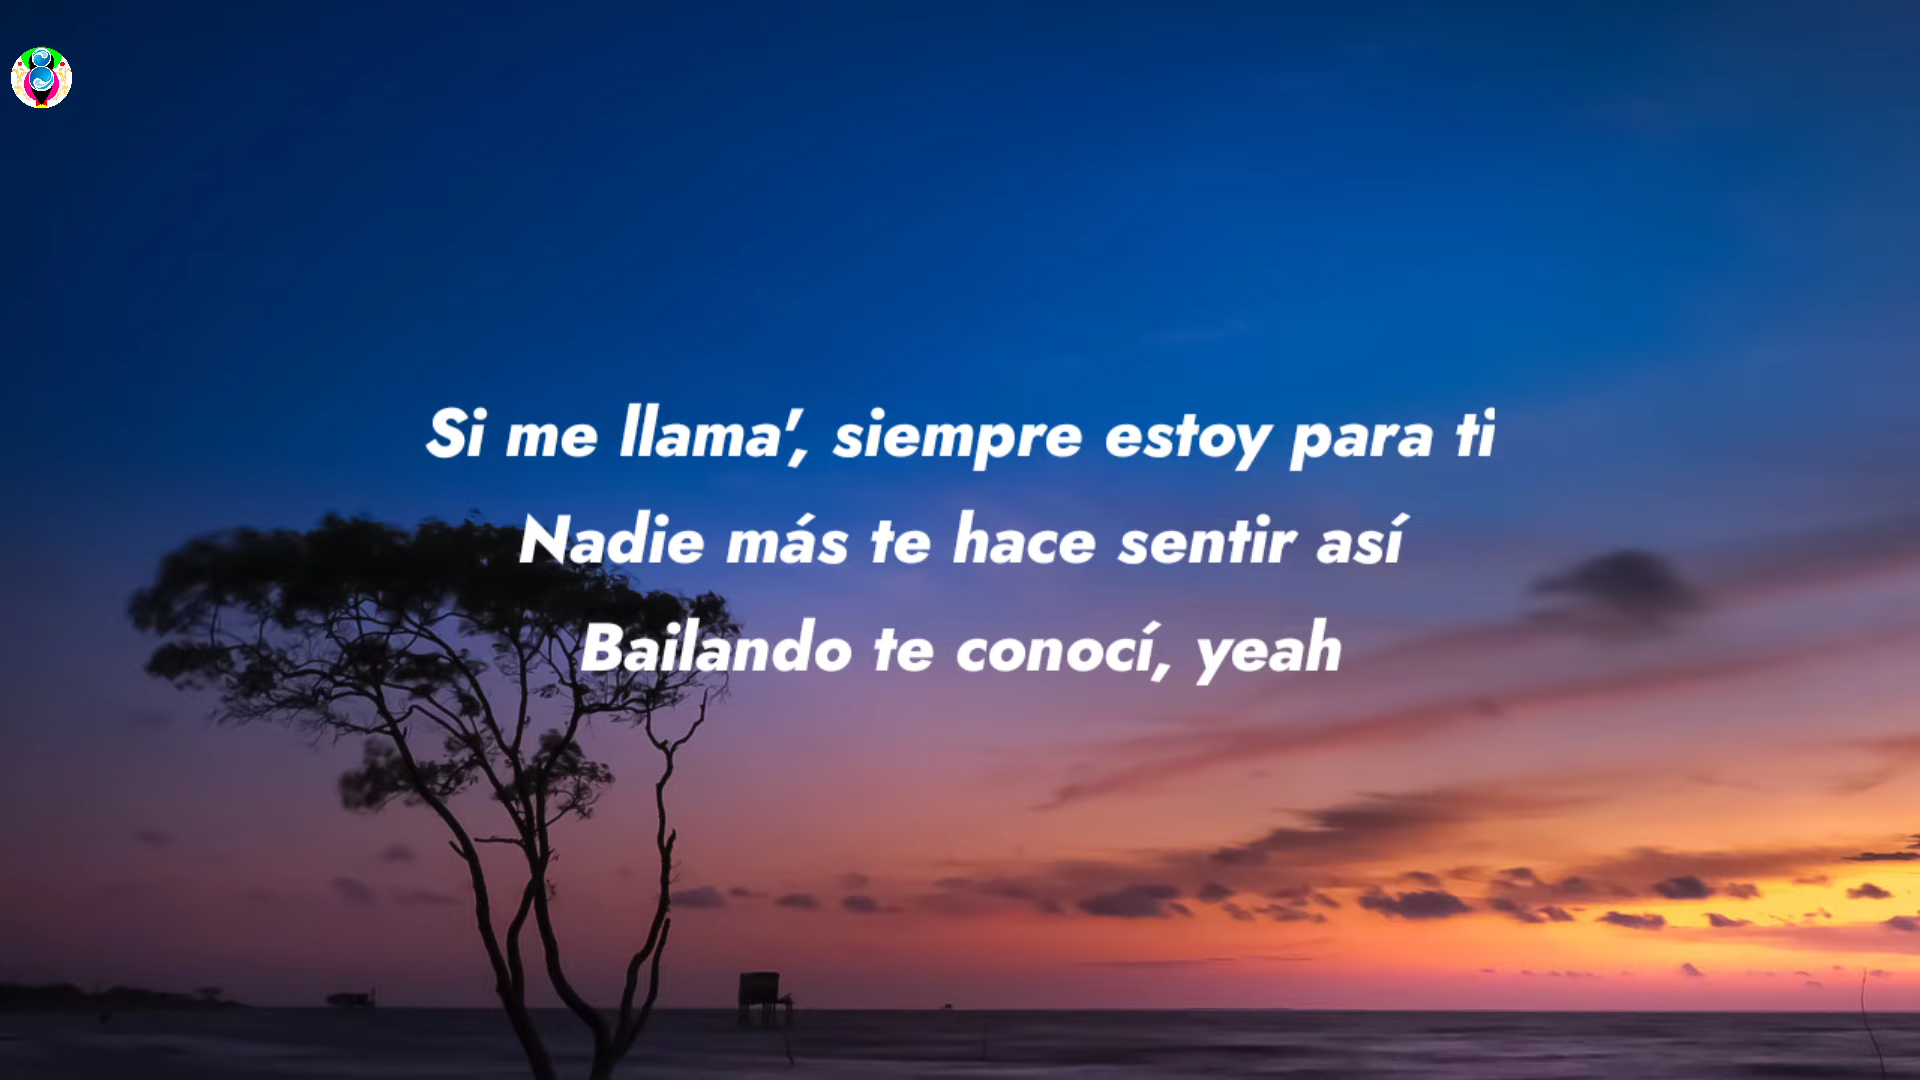 Si me llama', siempre estoy para ti
Nadie más te hace sentir así
Bailando te conocí, yeah